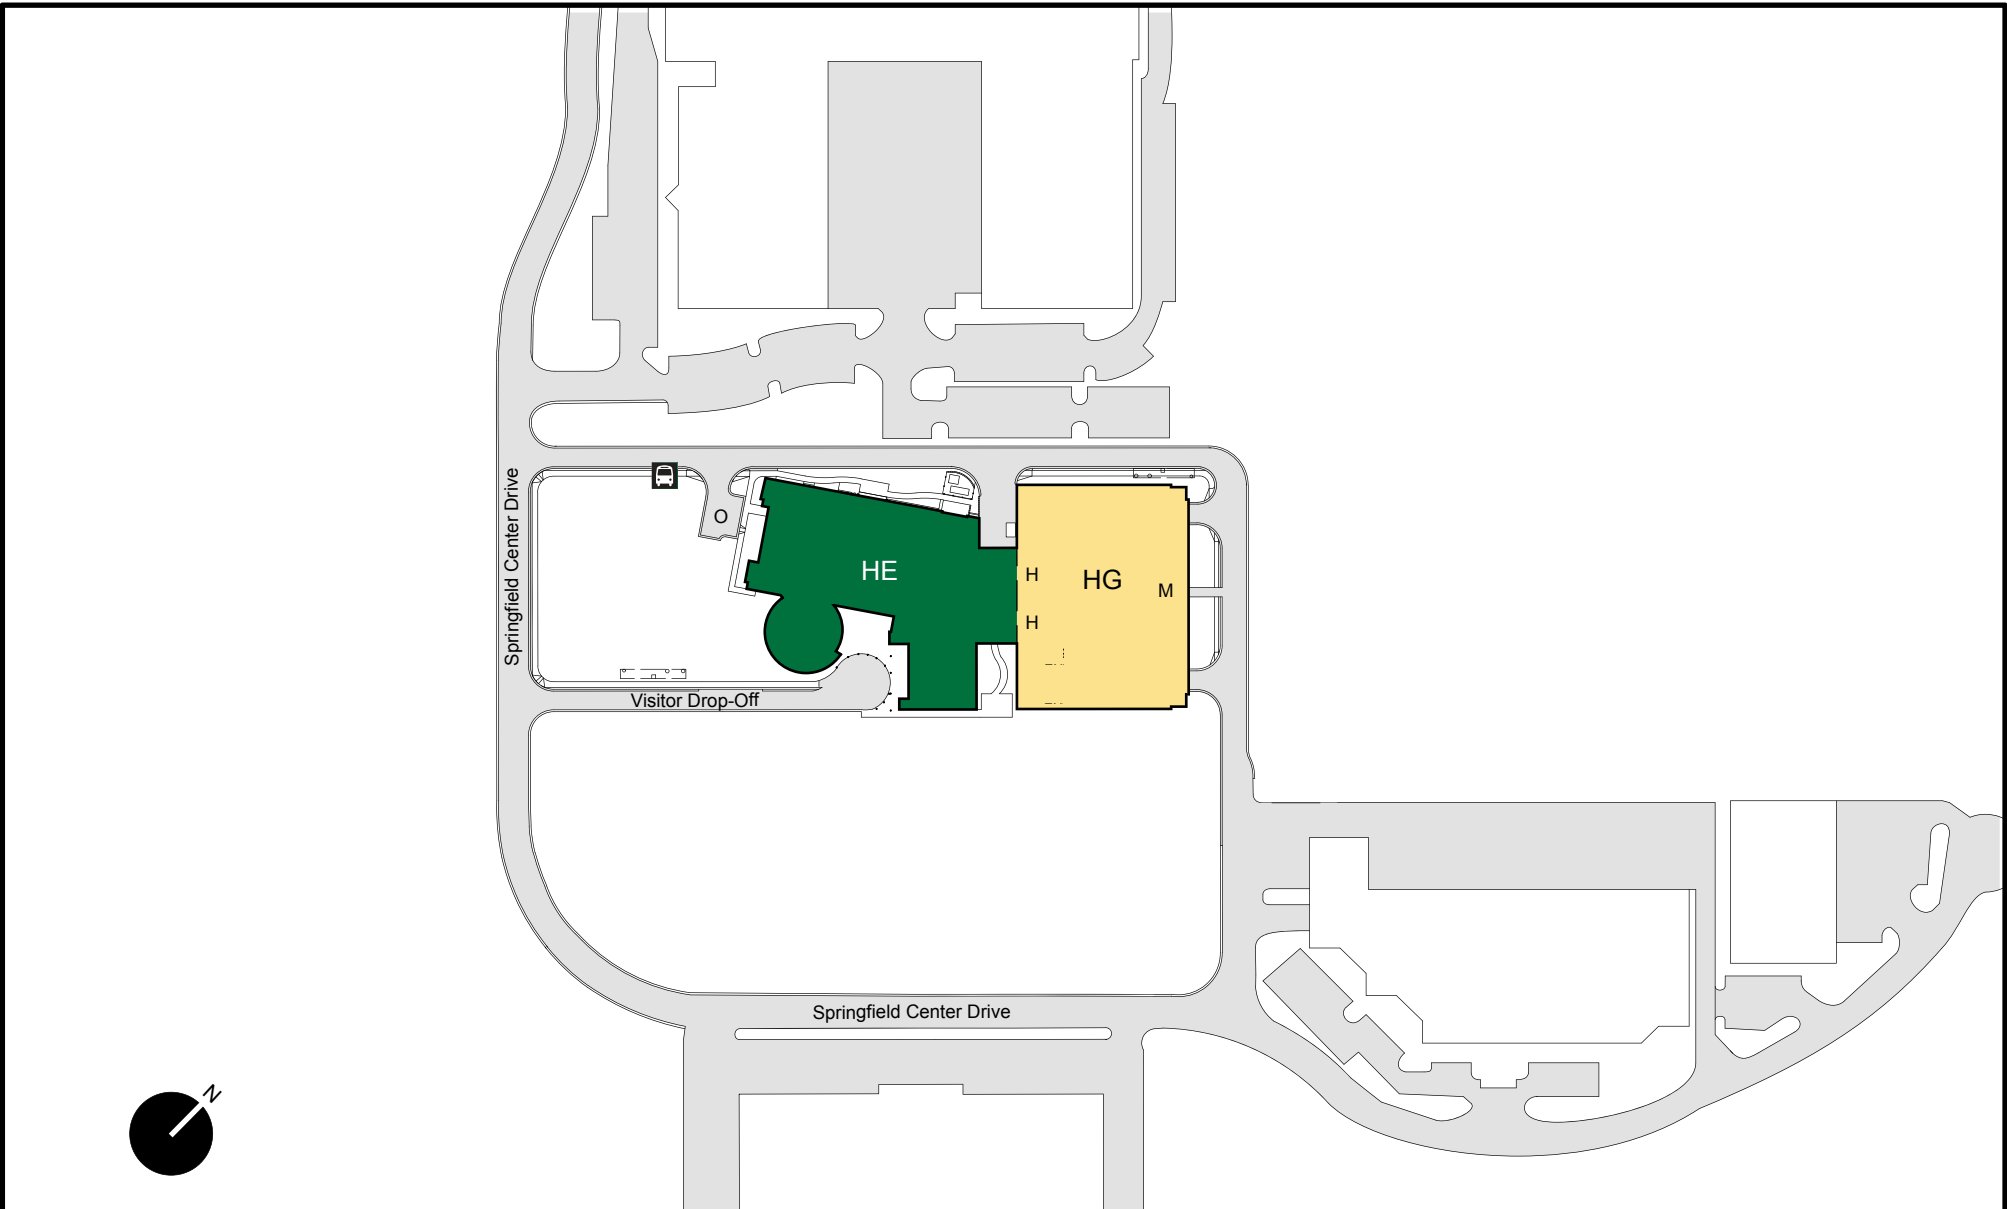 Springfield Center Drive
O
HE
H
HG
M
H
Visitor Drop-Off
Springfield Center Drive
N